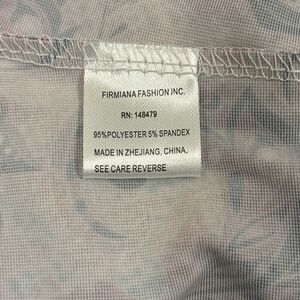 FIRMIANA FASHION INC.
RN: 148479
95%POLYESTER 5% SPANDEX
MADE IN ZHEJIANG, CHINA,
SEE CARE REVERSE